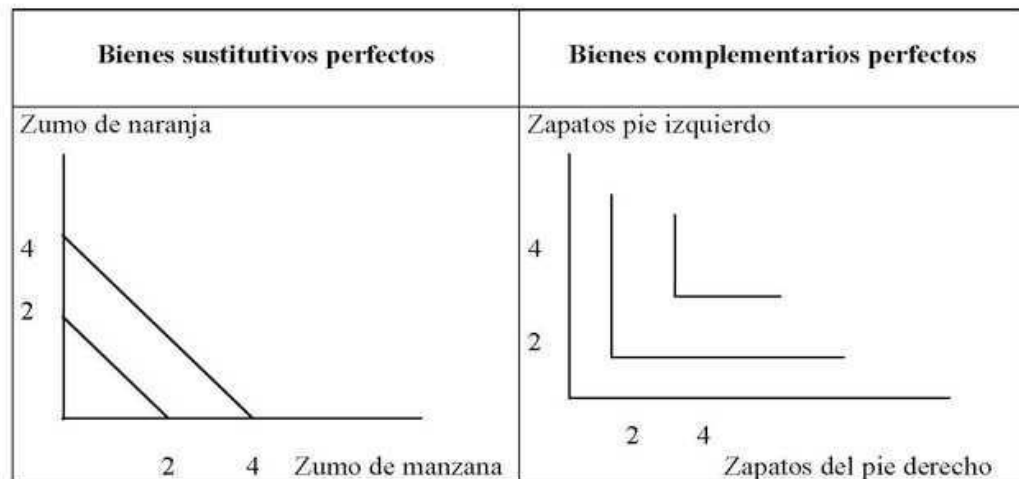 Bienes sustitutivos perfectos
Bienes complementarios perfectos
Zumo de naranja
4
2
2 4 Zumo de manzana
Zapatos pie izquierdo
4
2
2 4
Zapatos del pie derecho